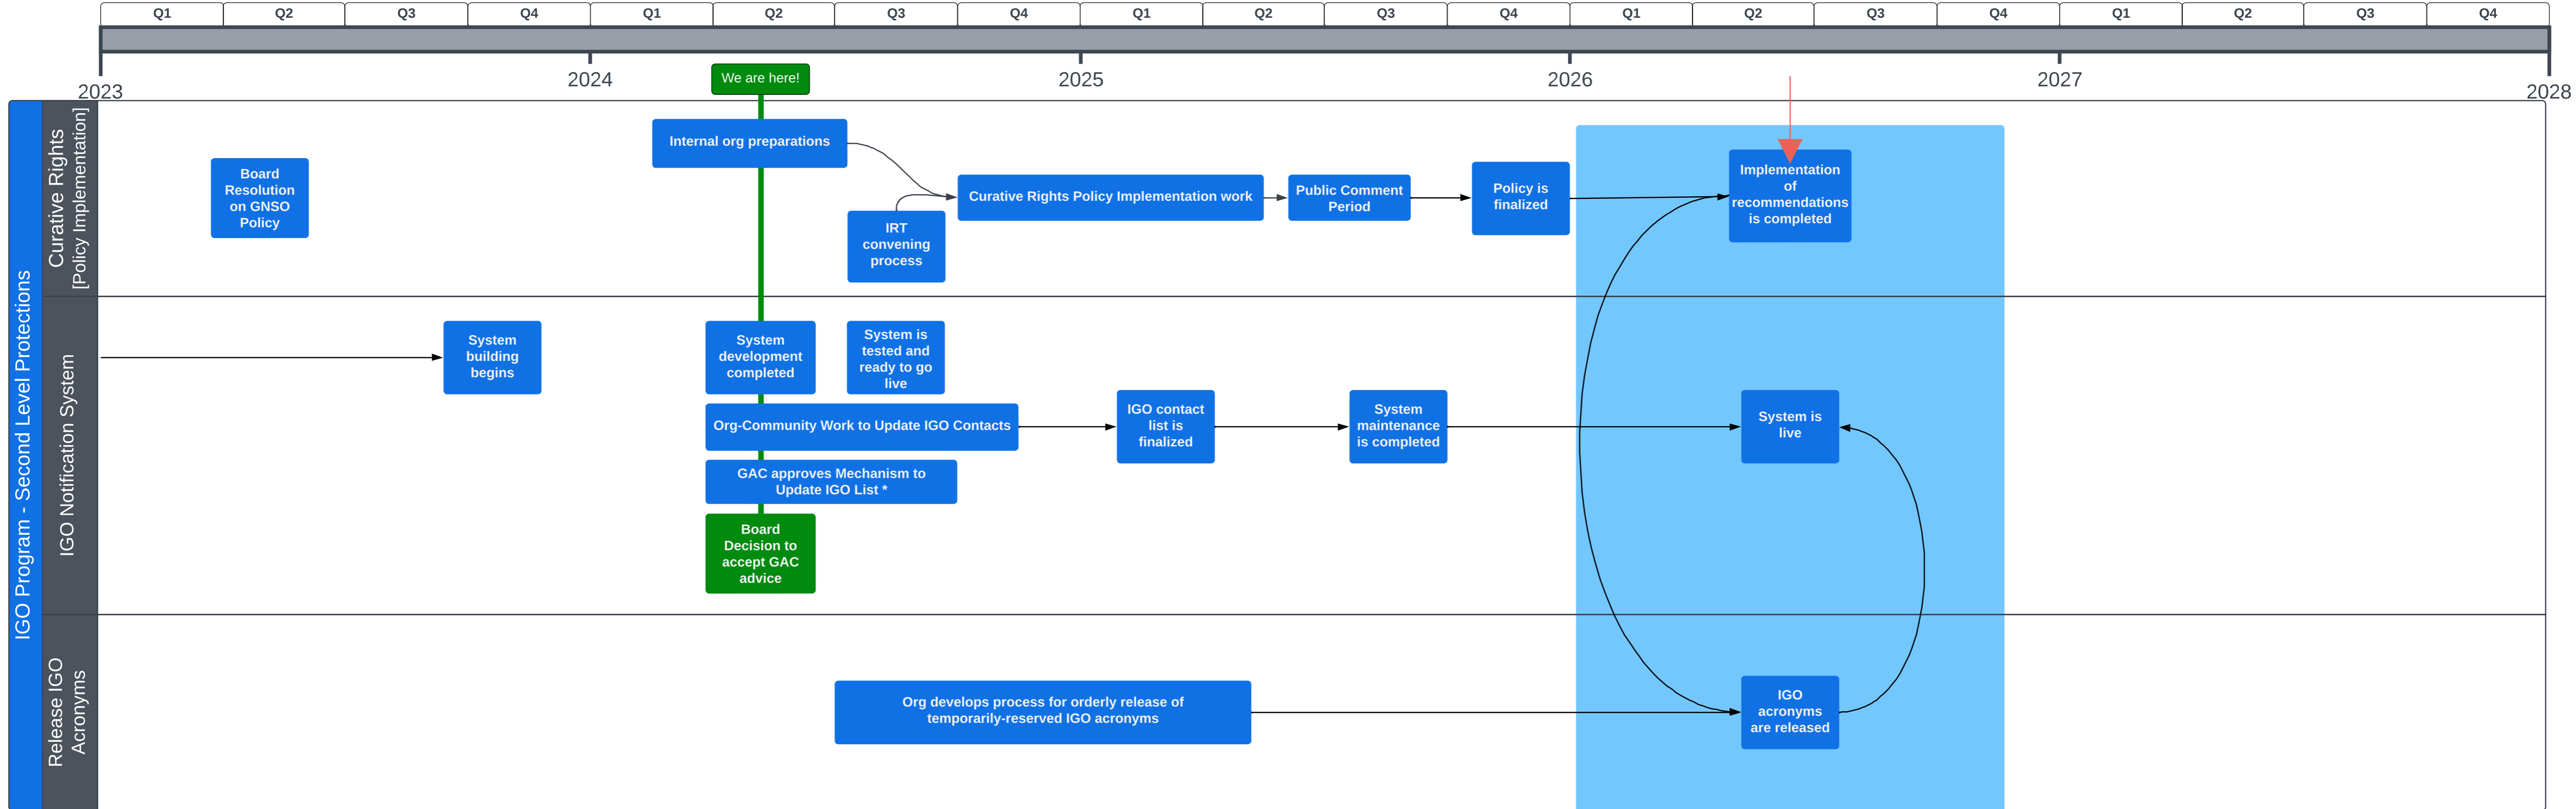 Q1 Q2 Q3 Q4 Q1 Q2 Q3 Q4 Q1 Q2 Q3 Q4 Q1 Q2 Q3 Q4 Q1 Q2 Q3 Q4
2023 2024 2025 2026 2027 2028
We are here!
IGO Program - Second Level Protections
Curative Rights
[Policy Implementation]
Board
Resolution
on GNSO
Policy
Internal org preparations
IRT
convening
process
Curative Rights Policy Implementation work
Public Comment
Period
Policy is
finalized
Implementation
of
recommendations
is completed
IGO Notification System
System
building
begins
System
development
completed
System is
tested and
ready to go
live
Org-Community Work to Update IGO Contacts
IGO contact
list is
finalized
System
maintenance
is completed
System is
live
GAC approves Mechanism to
Update IGO List *
Board
Decision to
accept GAC
advice
Release IGO
Acronyms
Org develops process for orderly release of
temporarily-reserved IGO acronyms
IGO
acronyms
are released